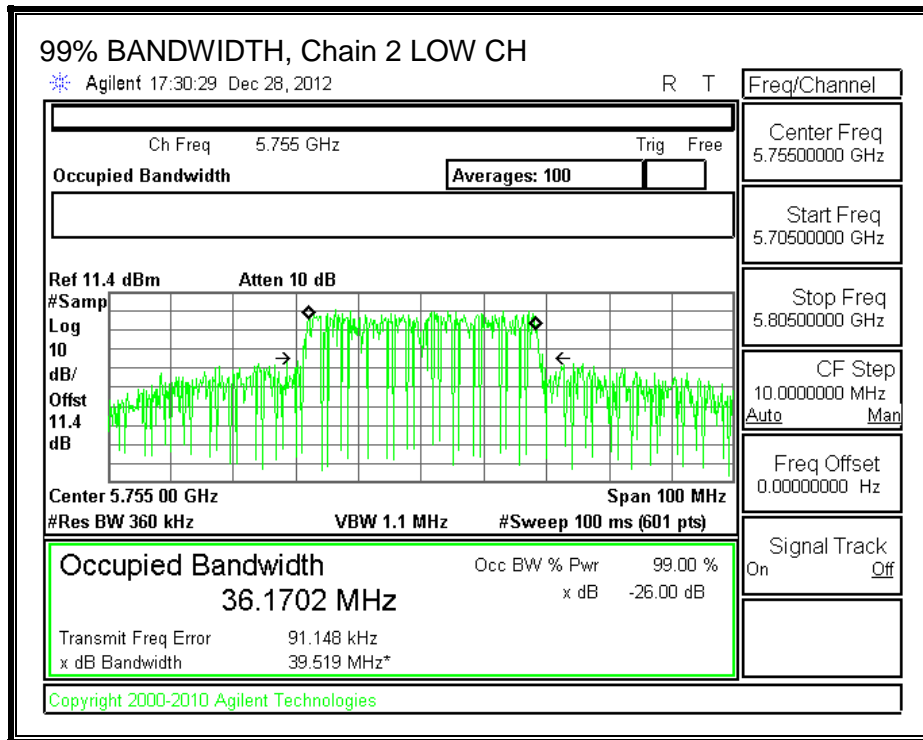 99% BANDWIDTH, Chain 2 LOW CH
Agilent 17:30:29 Dec 28, 2012 R T
Ch Freq 5.755 GHz Trig Free
Occupied Bandwidth Averages: 100
Ref 11.4 dBm Atten 10 dB
#Samp
Log
10
dB/
Offst
11.4
dB
Center 5.755 00 GHz Span 100 MHz
#Res BW 360 kHz VBW 1.1 MHz #Sweep 100 ms (601 pts)
Occupied Bandwidth Occ BW % Pwr 99.00 %
36.1702 MHz x dB -26.00 dB
Transmit Freq Error 91.148 kHz
x dB Bandwidth 39.519 MHz*
Copyright 2000-2010 Agilent Technologies
Freq/Channel
Center Freq
5.75500000 GHz
Start Freq
5.70500000 GHz
Stop Freq
5.80500000 GHz
CF Step
10.0000000 MHz
Auto Man
Freq Offset
0.00000000 Hz
Signal Track
On Off